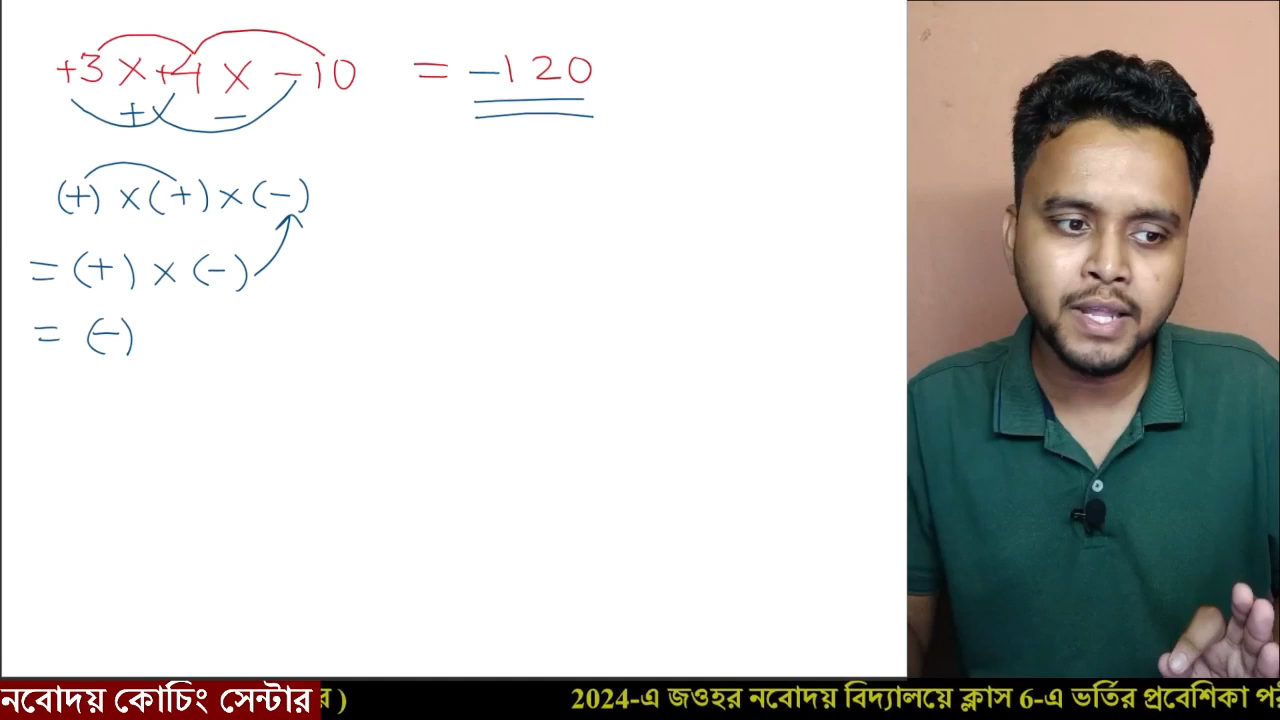 +3 × +4 × -10 = -120
+ -
(+) × (+) × (-)
= (+) × (-)
= (-)
নবোদয় কোচিং সেন্টার
) 2024-এ জওহর নবোদয় বিদ্যালয়ে ক্লাস 6-এ ভর্তির প্রবেশিকা